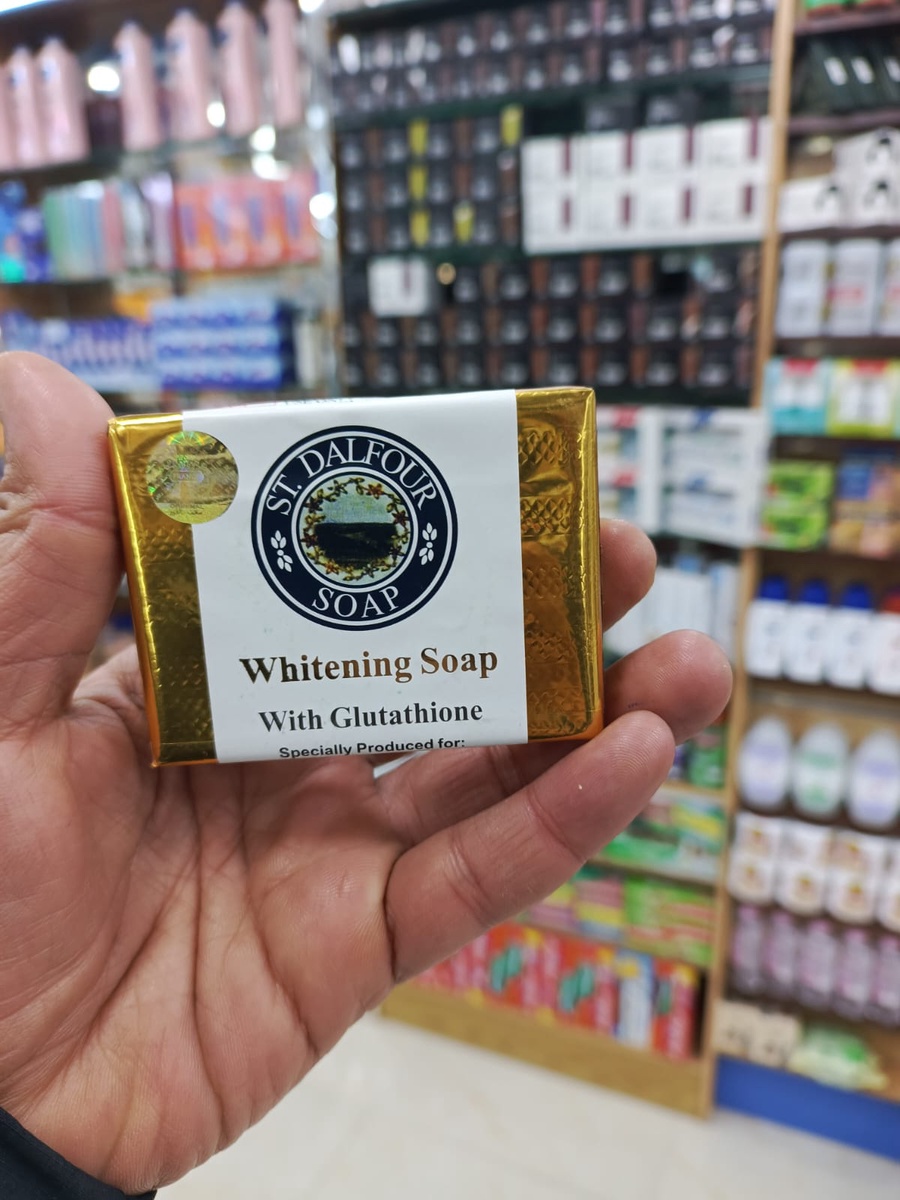 ST. DALFOUR
SOAP
Whitening Soap
With Glutathione
Specially Produced for: